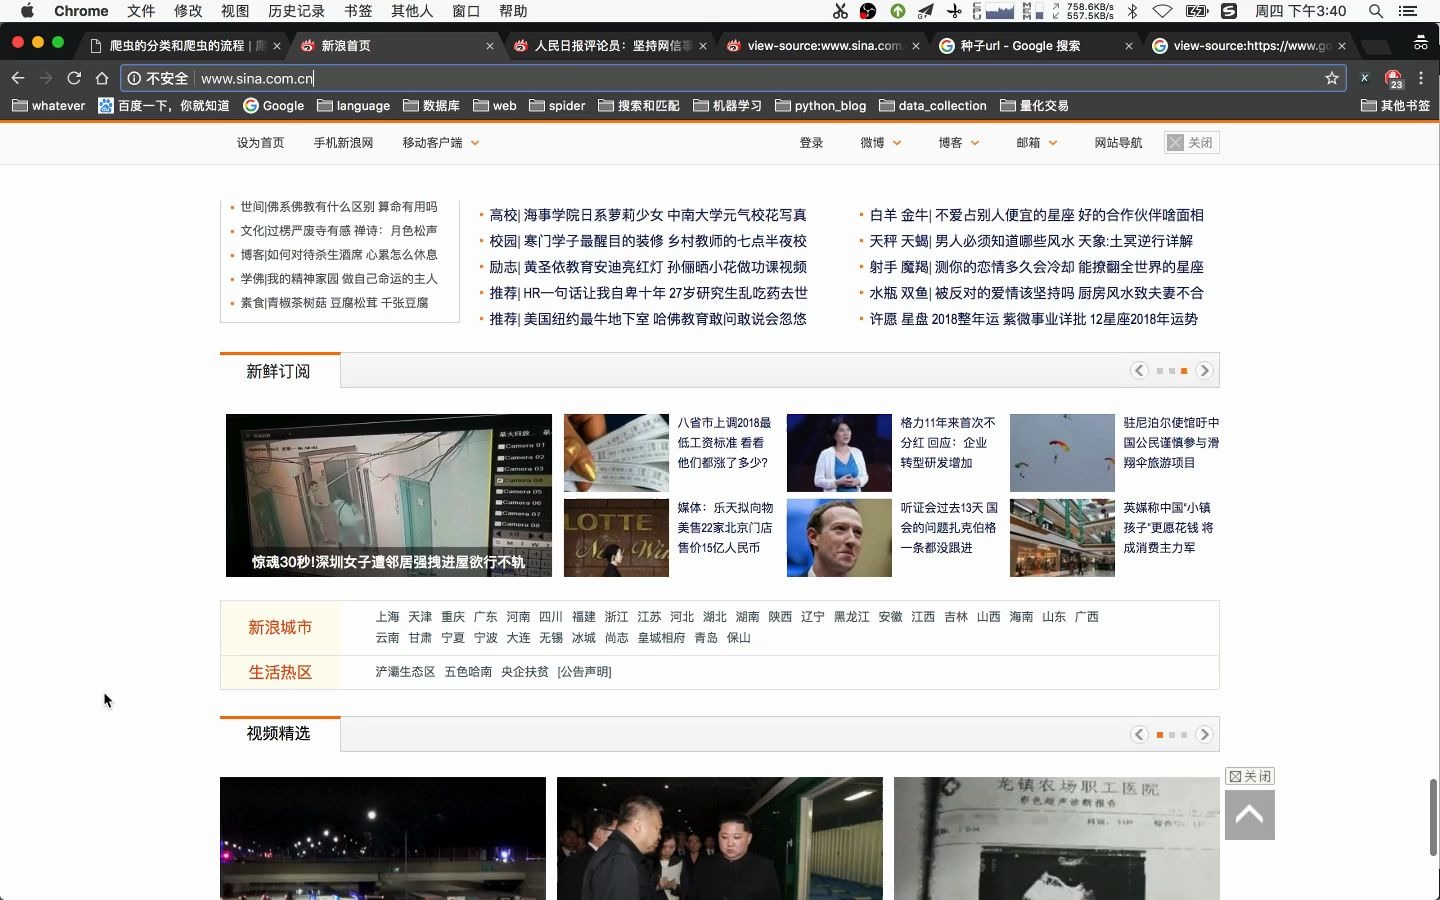 Chrome 文件 修改 视图 历史记录 书签 其他人 窗口 帮助 758.6KB/s 557.5KB/s 周四 下午3:40
爬虫的分类和爬虫的流程 | 新浪首页 人民日报评论员：坚持网信事 view-source:www.sina.com. 种子url - Google 搜索 view-source:https://www.go
不安全 www.sina.com.cn 23
whatever 百度一下，你就知道 Google language 数据库 web spider 搜索和匹配 机器学习 python_blog data_collection 量化交易 其他书签
设为首页 手机新浪网 移动客户端 登录 微博 博客 邮箱 网站导航 关闭
世间|佛系佛教有什么区别 算命有用吗
文化|过楞严废寺有感 禅诗：月色松声
博客|如何对待杀生酒席 心累怎么休息
学佛|我的精神家园 做自己命运的主人
素食|青椒茶树菇 豆腐松茸 千张豆腐
高校| 海事学院日系萝莉少女 中南大学元气校花写真
校园| 寒门学子最醒目的装修 乡村教师的七点半夜校
励志| 黄圣依教育安迪亮红灯 孙俪晒小花做功课视频
推荐| HR一句话让我自卑十年 27岁研究生乱吃药去世
推荐| 美国纽约最牛地下室 哈佛教育敢问敢说会忽悠
白羊 金牛| 不爱占别人便宜的星座 好的合作伙伴啥面相
天秤 天蝎| 男人必须知道哪些风水 天象:土冥逆行详解
射手 魔羯| 测你的恋情多久会冷却 能撩翻全世界的星座
水瓶 双鱼| 被反对的爱情该坚持吗 厨房风水致夫妻不合
许愿 星盘 2018整年运 紫微事业详批 12星座2018年运势
新鲜订阅
Camera 01
Camera 02
Camera 03
Camera 04
Camera 05
Camera 06
Camera 07
Camera 08
S M T W
惊魂30秒!深圳女子遭邻居强拽进屋欲行不轨
八省市上调2018最
低工资标准 看看
他们都涨了多少?
格力11年来首次不
分红 回应：企业
转型研发增加
驻尼泊尔使馆吁中
国公民谨慎参与滑
翔伞旅游项目
LOTTE
媒体：乐天拟向物
美售22家北京门店
售价15亿人民币
听证会过去13天 国
会的问题扎克伯格
一条都没跟进
英媒称中国"小镇
孩子"更愿花钱 将
成消费主力军
新浪城市
上海 天津 重庆 广东 河南 四川 福建 浙江 江苏 河北 湖北 湖南 陕西 辽宁 黑龙江 安徽 江西 吉林 山西 海南 山东 广西
云南 甘肃 宁夏 宁波 大连 无锡 冰城 尚志 皇城相府 青岛 保山
生活热区
浐灞生态区 五色哈南 央企扶贫 [公告声明]
视频精选
关闭
龙镇农场职工医院
彩色超声诊断报告